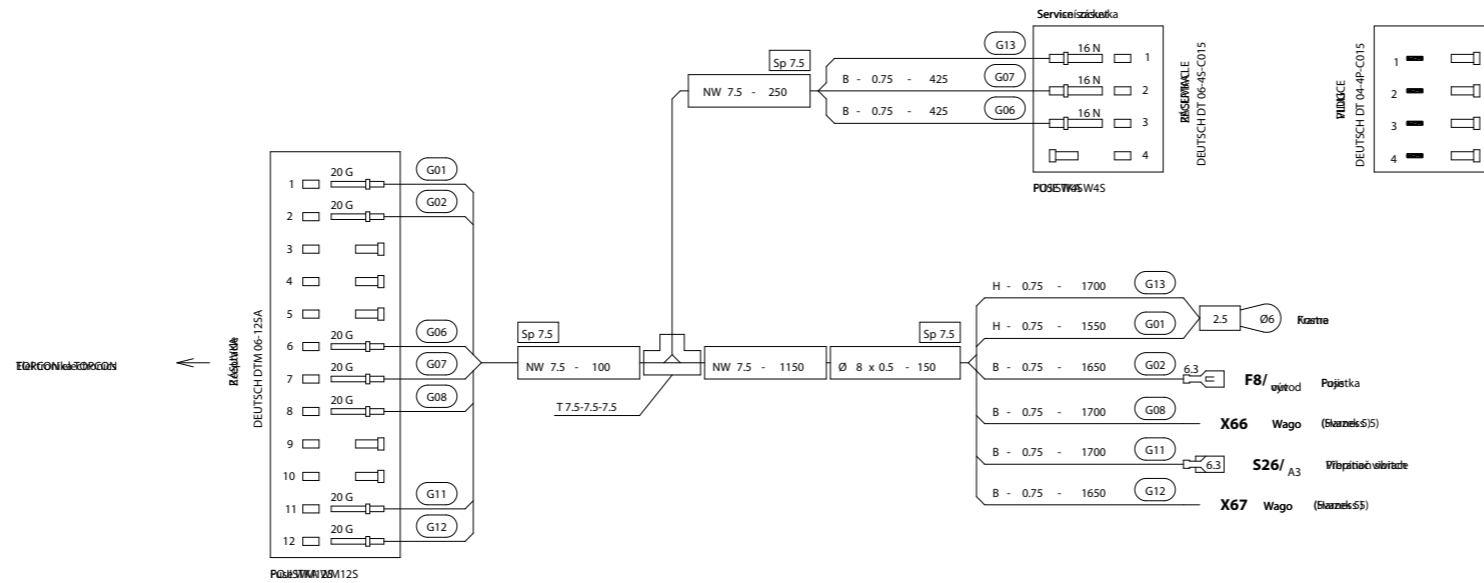 Sp 7.5
NW 7.5 - 250
G13
B - 0.75 - 425
G07
B - 0.75 - 425
G06
16 N
1
16 N
2
16 N
3
4
DEUTSCH DT 06-4S-C015
DEUTSCH DT 04-4P-C015
1
2
3
4
DEUTSCH DTM 06-12SA
1
20 G
G01
2
20 G
G02
3
4
5
6
20 G
G06
7
20 G
G07
8
20 G
G08
9
10
11
20 G
G11
12
20 G
G12
Sp 7.5
NW 7.5 - 100
T 7.5-7.5-7.5
NW 7.5 - 1150
Sp 7.5
Ø 8 x 0.5 - 150
H - 0.75 - 1700
G13
H - 0.75 - 1550
G01
2.5
Ø6
B - 0.75 - 1650
G02
6.3
F8/
B - 0.75 - 1700
G08
X66 Wago
B - 0.75 - 1700
G11
6.3
S26/ A3
B - 0.75 - 1650
G12
X67 Wago